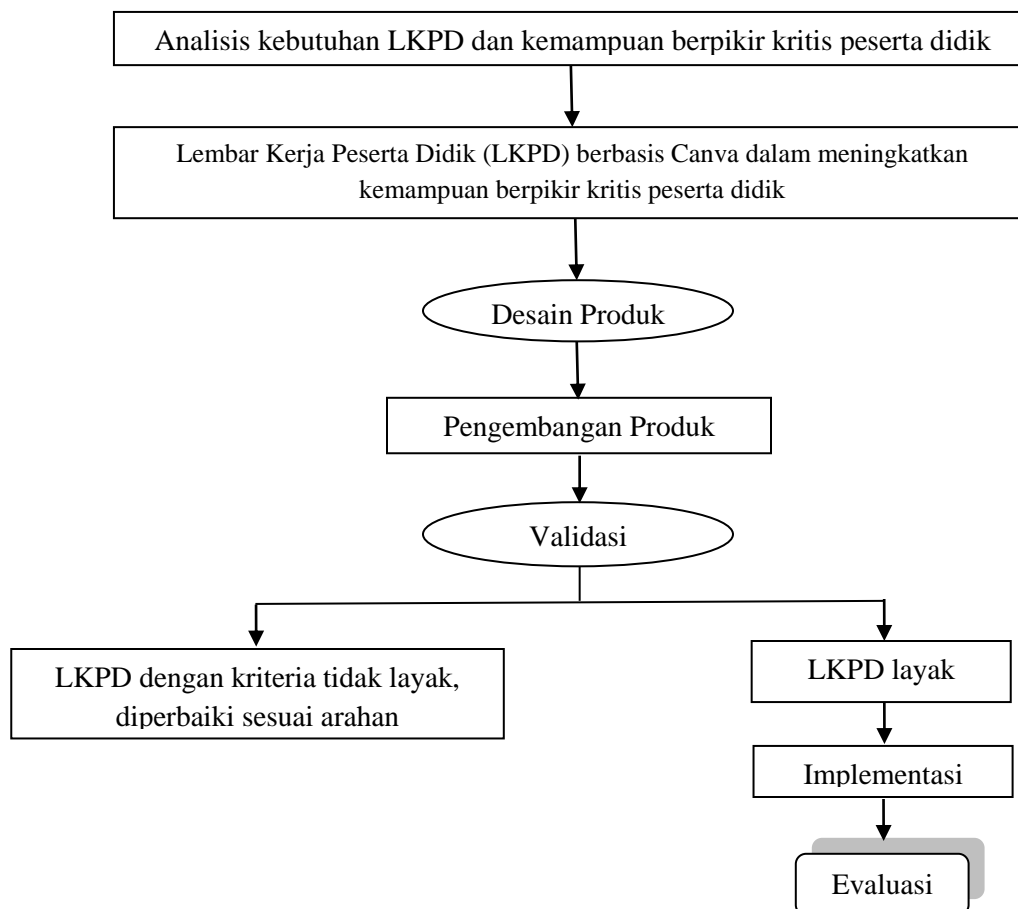 Analisis kebutuhan LKPD dan kemampuan berpikir kritis peserta didik
Lembar Kerja Peserta Didik (LKPD) berbasis Canva dalam meningkatkan
kemampuan berpikir kritis peserta didik
Desain Produk
Pengembangan Produk
Validasi
LKPD dengan kriteria tidak layak,
diperbaiki sesuai arahan
LKPD layak
Implementasi
Evaluasi